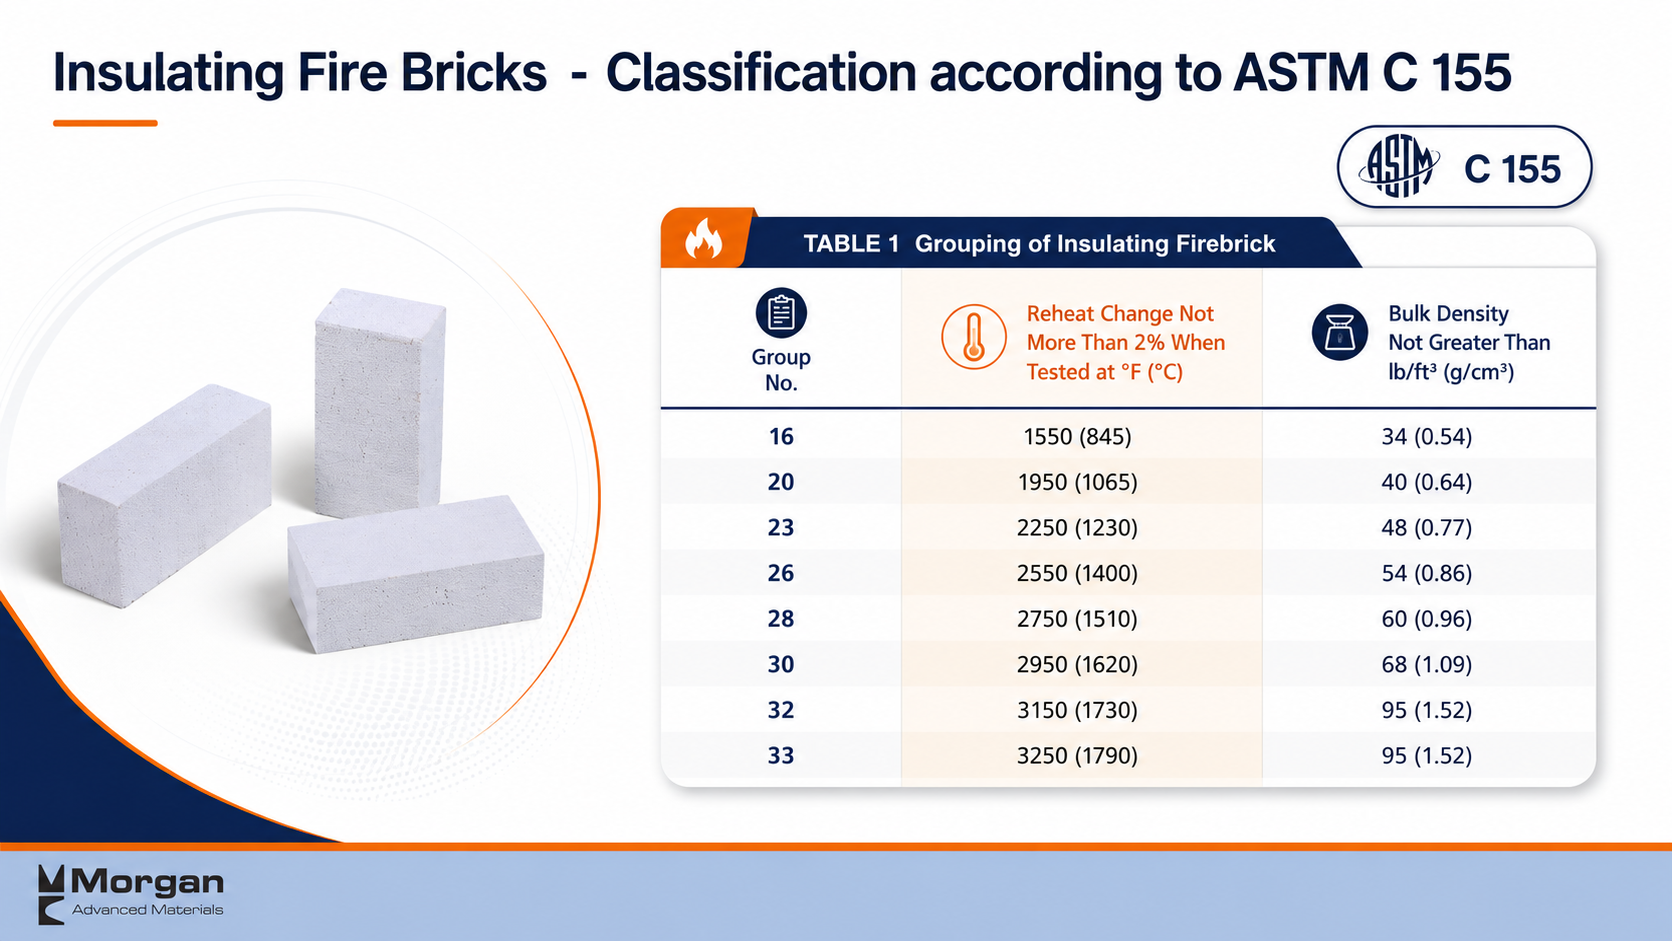 Insulating Fire Bricks - Classification according to ASTM C 155
ASTM C 155
TABLE 1 Grouping of Insulating Firebrick
Group
No.
Reheat Change Not
More Than 2% When
Tested at °F (°C)
Bulk Density
Not Greater Than
lb/ft³ (g/cm³)
16 1550 (845) 34 (0.54)
20 1950 (1065) 40 (0.64)
23 2250 (1230) 48 (0.77)
26 2550 (1400) 54 (0.86)
28 2750 (1510) 60 (0.96)
30 2950 (1620) 68 (1.09)
32 3150 (1730) 95 (1.52)
33 3250 (1790) 95 (1.52)
Morgan
Advanced Materials